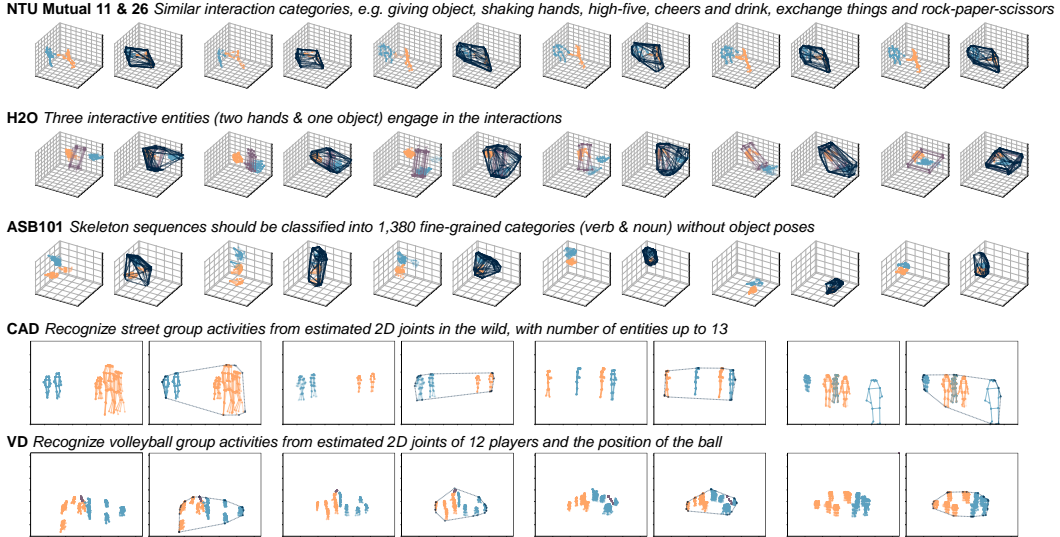 NTU Mutual 11 & 26 Similar interaction categories, e.g. giving object, shaking hands, high-five, cheers and drink, exchange things and rock-paper-scissors
H2O Three interactive entities (two hands & one object) engage in the interactions
ASB101 Skeleton sequences should be classified into 1,380 fine-grained categories (verb & noun) without object poses
CAD Recognize street group activities from estimated 2D joints in the wild, with number of entities up to 13
VD Recognize volleyball group activities from estimated 2D joints of 12 players and the position of the ball